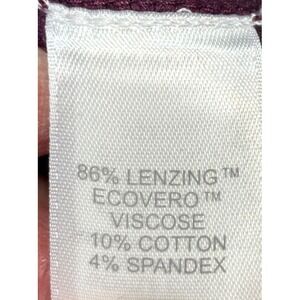 86% LENZING™
ECOVERO™
VISCOSE
10% COTTON
4% SPANDEX